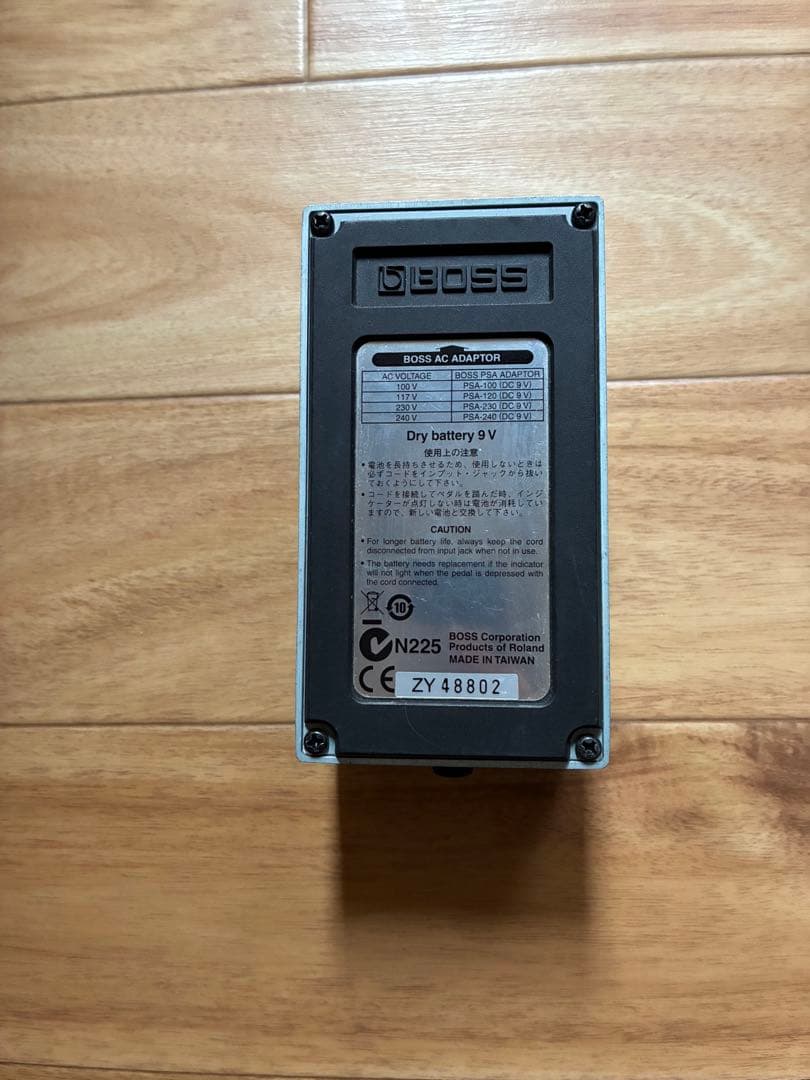 BOSS
BOSS AC ADAPTOR
AC VOLTAGE BOSS PSA ADAPTOR
100 V PSA-100 (DC 9 V)
117 V PSA-120 (DC 9 V)
230 V PSA-230 (DC 9 V)
240 V PSA-240 (DC 9 V)
Dry battery 9 V
使用上の注意
• 電池を長持ちさせるため、使用しないときは
必ずコードをインプット・ジャックから抜い
ておくようにして下さい。
• コードを接続してペダルを踏んだ時、インジ
ケーターが点灯しない時は電池が消耗してい
ますので、新しい電池と交換して下さい。
CAUTION
• For longer battery life, always keep the cord
disconnected from input jack when not in use.
• The battery needs replacement if the indicator
will not light when the pedal is depressed with
the cord connected.
10
N225
BOSS Corporation
Products of Roland
MADE IN TAIWAN
CE
ZY 48802